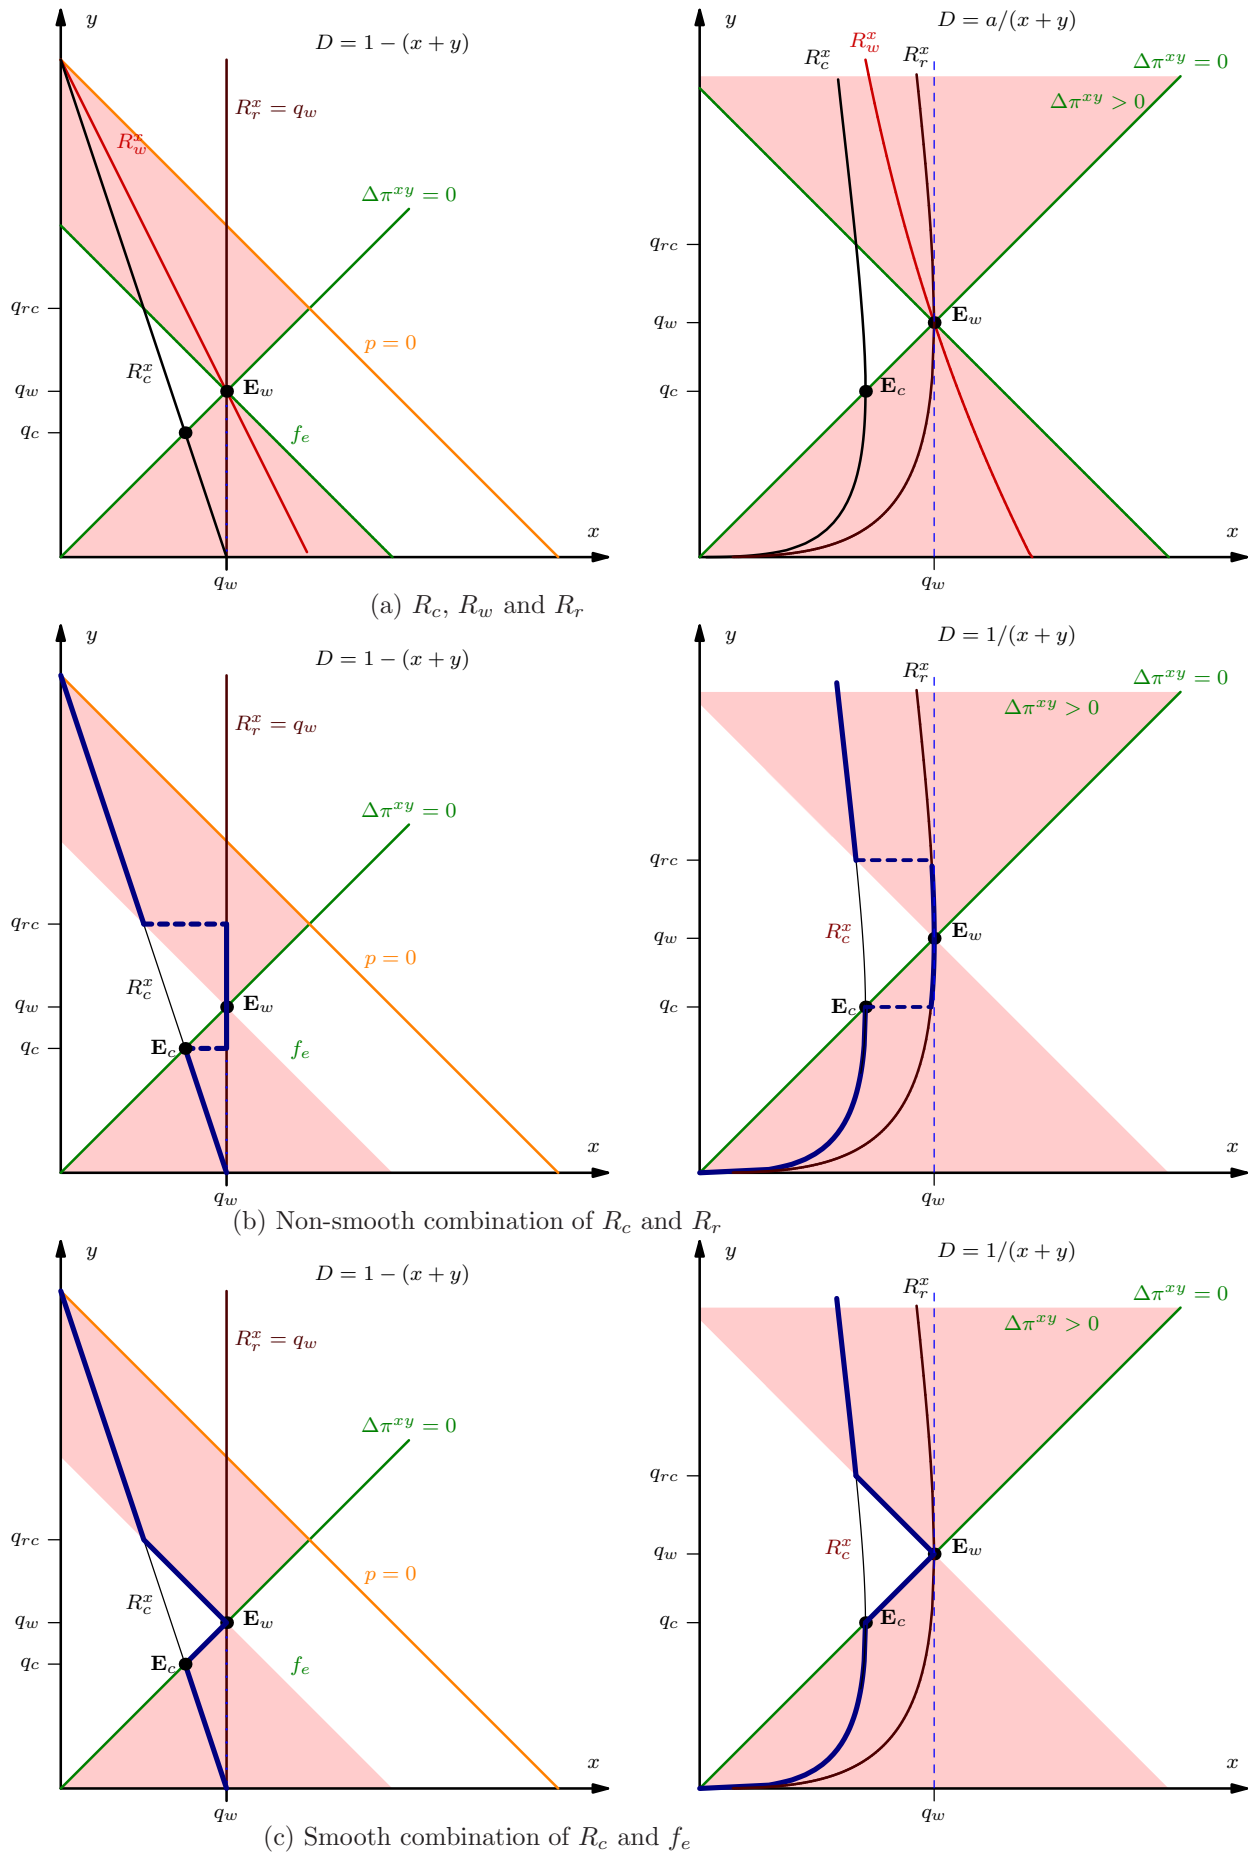 y
D = 1 − (x + y)
R_r^x = q_w
R_w^x
Δπ^{xy} = 0
q_{rc}
p = 0
R_c^x
q_w
E_w
q_c
f_e
x
q_w
y
D = a/(x + y)
R_c^x
R_w^x
R_r^x
Δπ^{xy} = 0
Δπ^{xy} > 0
q_{rc}
q_w
E_w
q_c
E_c
x
q_w
(a) R_c, R_w and R_r
y
D = 1 − (x + y)
R_r^x = q_w
Δπ^{xy} = 0
q_{rc}
p = 0
R_c^x
q_w
E_w
q_c
E_c
f_e
x
q_w
y
D = 1/(x + y)
R_r^x
Δπ^{xy} = 0
Δπ^{xy} > 0
q_{rc}
R_c^x
q_w
E_w
q_c
E_c
x
q_w
(b) Non-smooth combination of R_c and R_r
y
D = 1 − (x + y)
R_r^x = q_w
Δπ^{xy} = 0
q_{rc}
p = 0
R_c^x
q_w
E_w
q_c
E_c
f_e
x
q_w
y
D = 1/(x + y)
R_r^x
Δπ^{xy} = 0
Δπ^{xy} > 0
q_{rc}
R_c^x
q_w
E_w
q_c
E_c
x
q_w
(c) Smooth combination of R_c and f_e